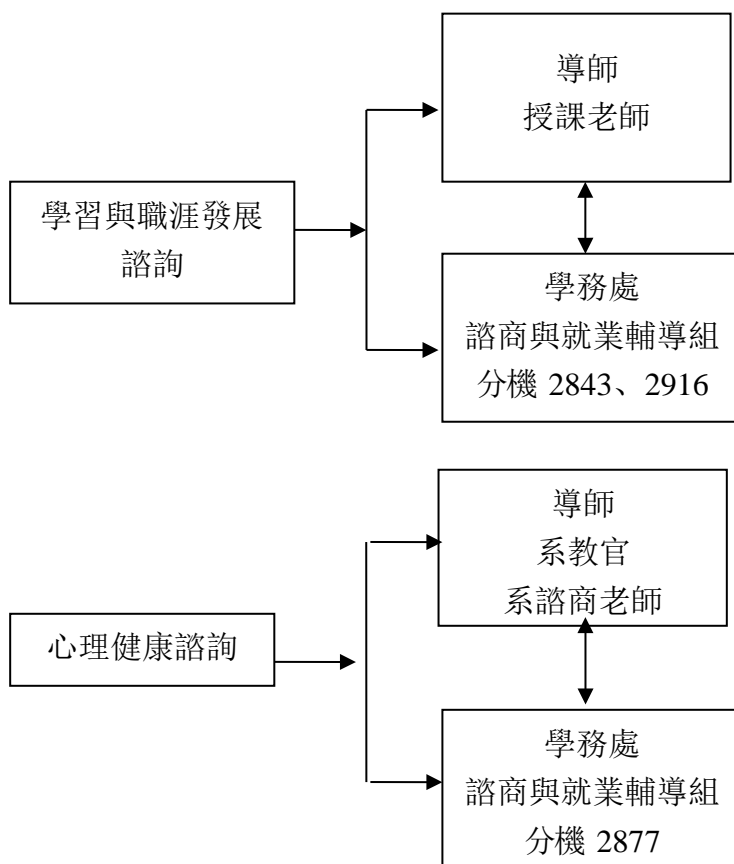 學習與職涯發展
諮詢
導師
授課老師
學務處
諮商與就業輔導組
分機 2843、2916
心理健康諮詢
導師
系教官
系諮商老師
學務處
諮商與就業輔導組
分機 2877